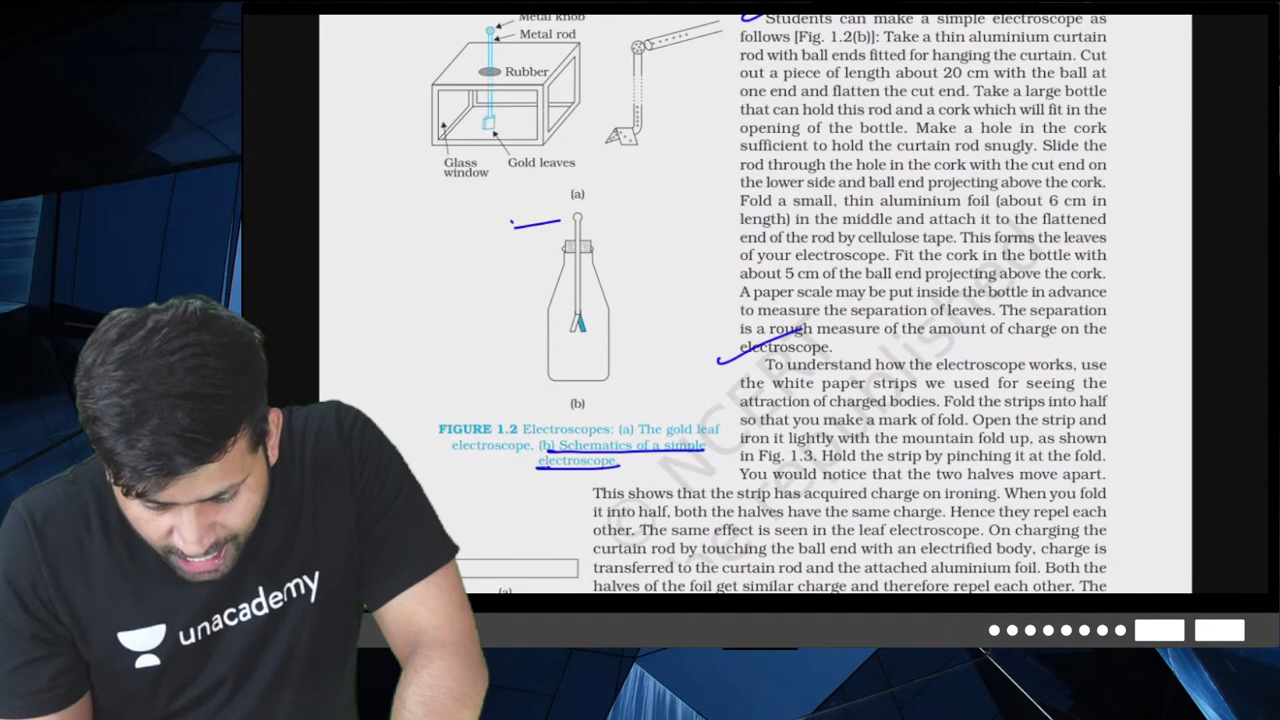 Metal knob
Metal rod
Rubber
Glass
window
Gold leaves
(a)
(b)
FIGURE 1.2 Electroscopes: (a) The gold leaf
electroscope, (b) Schematics of a simple
electroscope.
Students can make a simple electroscope as
follows [Fig. 1.2(b)]: Take a thin aluminium curtain
rod with ball ends fitted for hanging the curtain. Cut
out a piece of length about 20 cm with the ball at
one end and flatten the cut end. Take a large bottle
that can hold this rod and a cork which will fit in the
opening of the bottle. Make a hole in the cork
sufficient to hold the curtain rod snugly. Slide the
rod through the hole in the cork with the cut end on
the lower side and ball end projecting above the cork.
Fold a small, thin aluminium foil (about 6 cm in
length) in the middle and attach it to the flattened
end of the rod by cellulose tape. This forms the leaves
of your electroscope. Fit the cork in the bottle with
about 5 cm of the ball end projecting above the cork.
A paper scale may be put inside the bottle in advance
to measure the separation of leaves. The separation
is a rough measure of the amount of charge on the
electroscope.
To understand how the electroscope works, use
the white paper strips we used for seeing the
attraction of charged bodies. Fold the strips into half
so that you make a mark of fold. Open the strip and
iron it lightly with the mountain fold up, as shown
in Fig. 1.3. Hold the strip by pinching it at the fold.
You would notice that the two halves move apart.
This shows that the strip has acquired charge on ironing. When you fold
it into half, both the halves have the same charge. Hence they repel each
other. The same effect is seen in the leaf electroscope. On charging the
curtain rod by touching the ball end with an electrified body, charge is
transferred to the curtain rod and the attached aluminium foil. Both the
halves of the foil get similar charge and therefore repel each other. The
© NCERT
be republished
unacademy